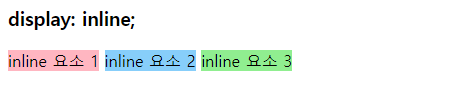 display: inline;
inline 요소 1 inline 요소 2 inline 요소 3